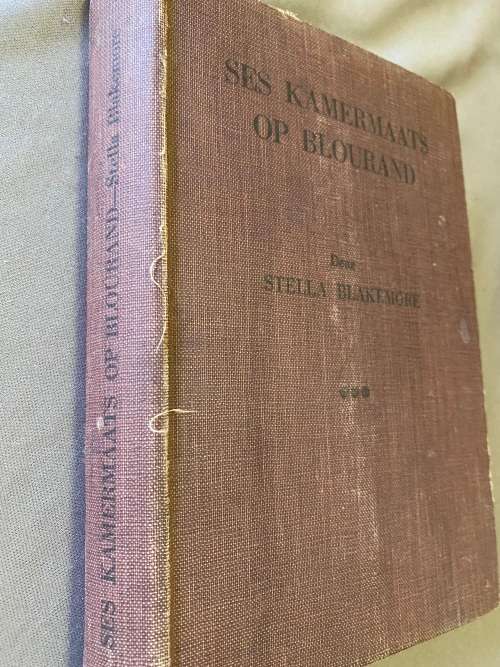 SES KAMERMAATS
OP BLOURAND
Deur
STELLA BLAKEMORE
SES KAMERMAATS OP BLOURAND—Stella Blakemore